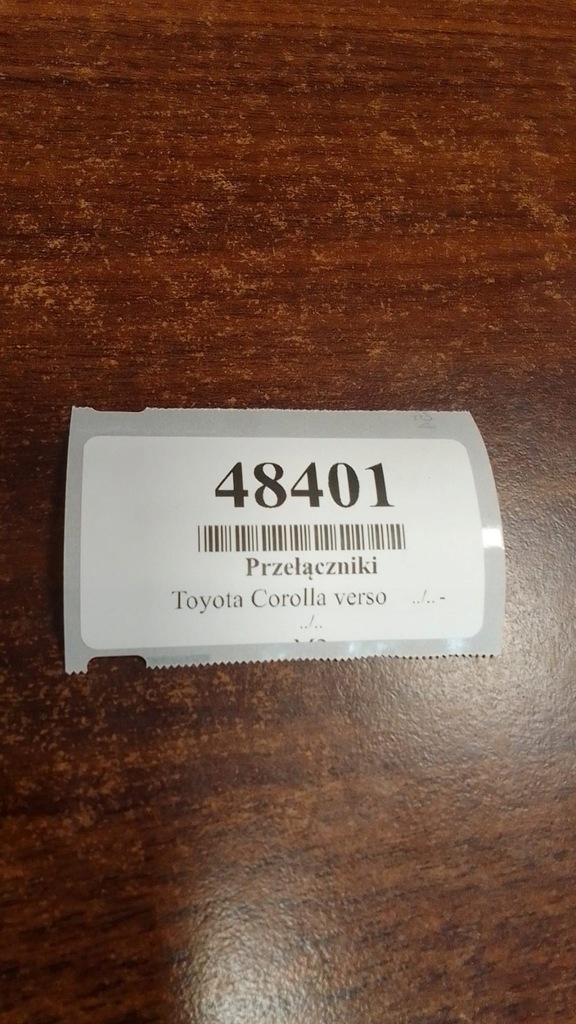 48401
Przełączniki
Toyota Corolla verso ../.. -
../..